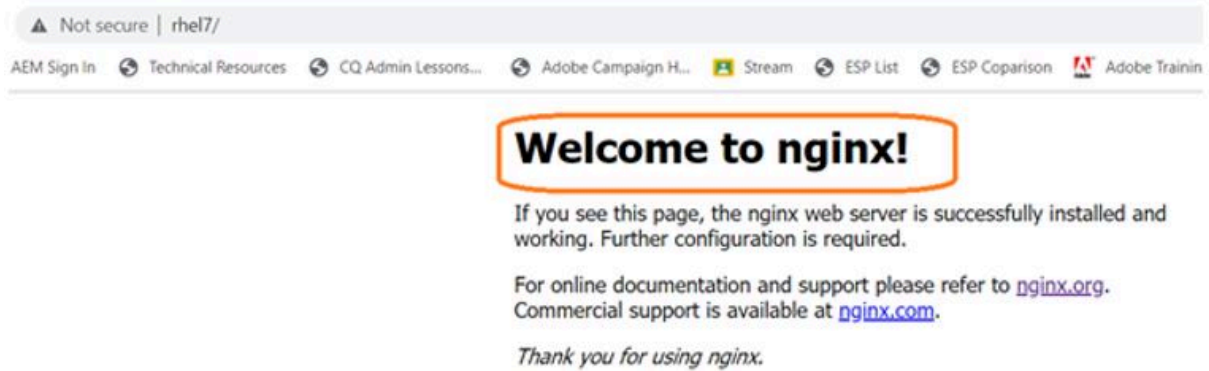 Not secure | rhel7/
AEM Sign In Technical Resources CQ Admin Lessons... Adobe Campaign H... Stream ESP List ESP Coparison Adobe Trainin
Welcome to nginx!
If you see this page, the nginx web server is successfully installed and
working. Further configuration is required.
For online documentation and support please refer to nginx.org.
Commercial support is available at nginx.com.
Thank you for using nginx.